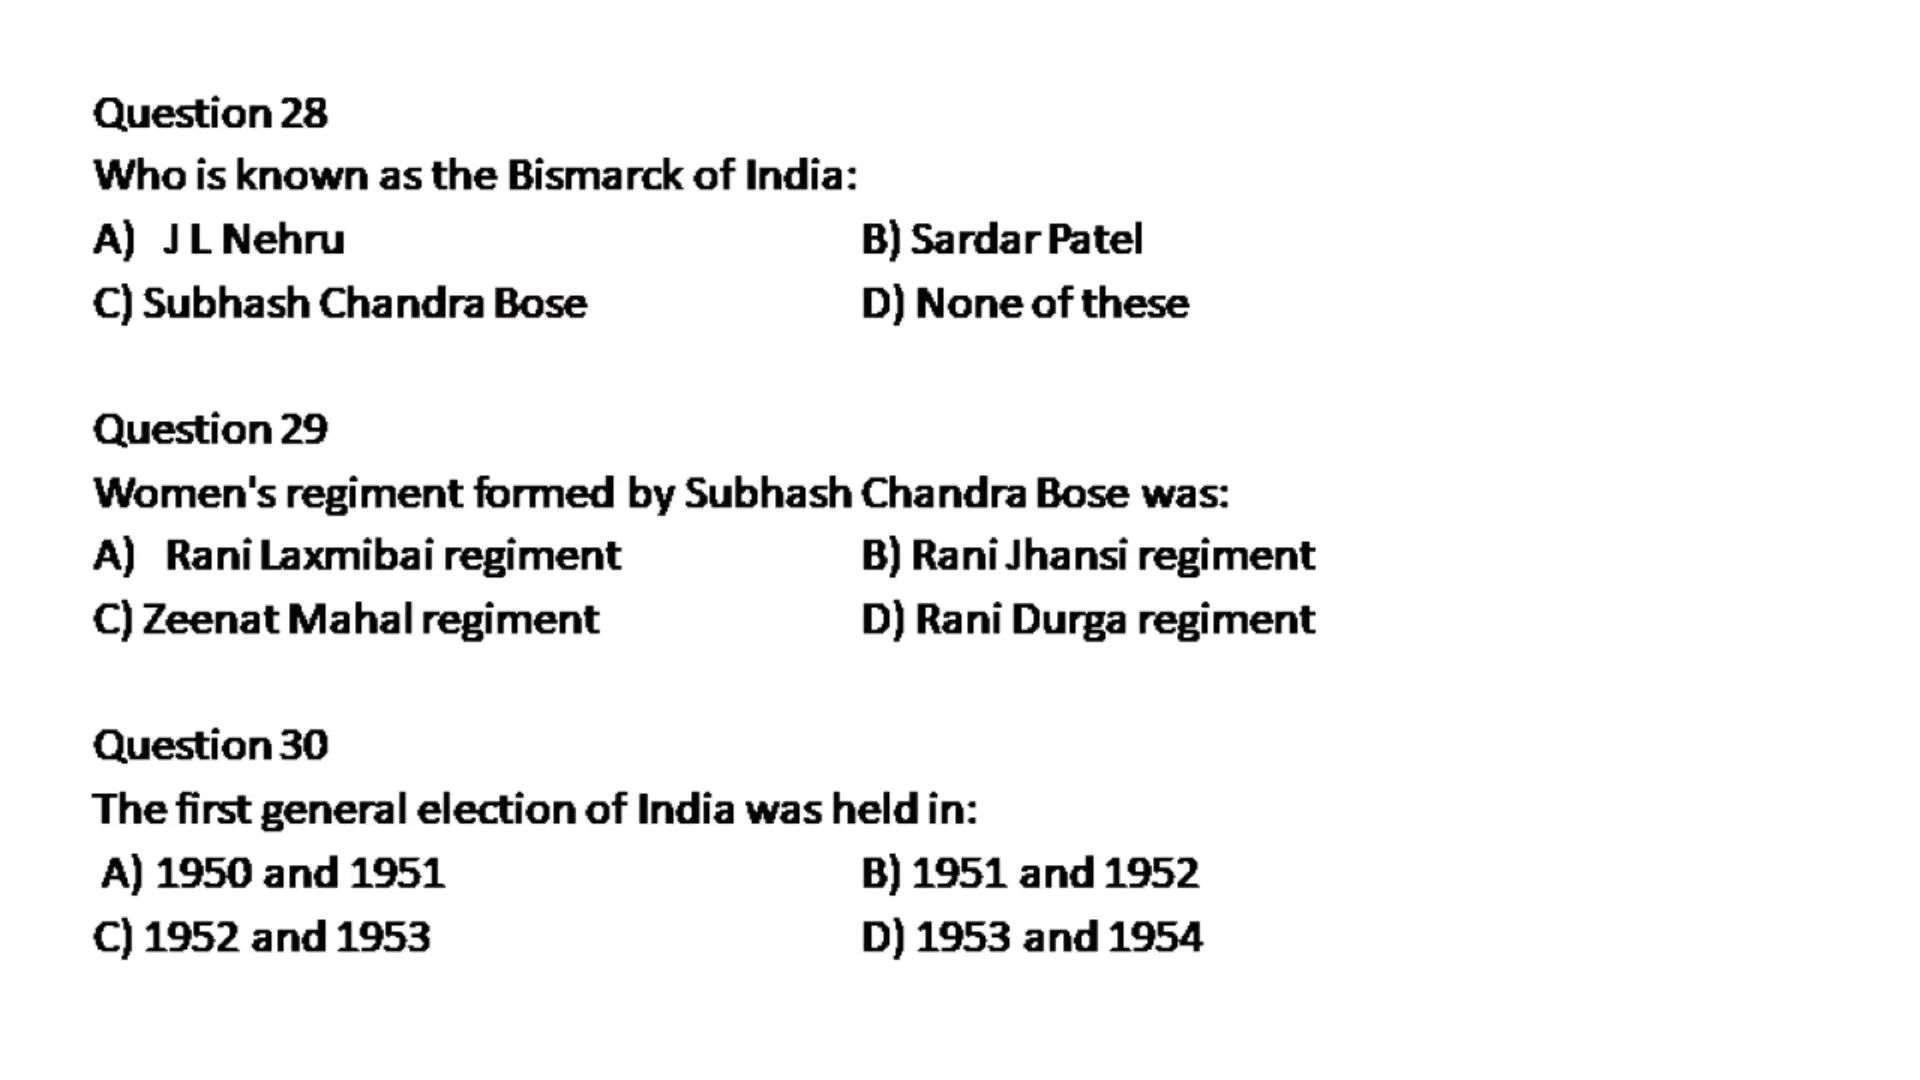 Question 28
Who is known as the Bismarck of India:
A) J L Nehru B) Sardar Patel
C) Subhash Chandra Bose D) None of these
Question 29
Women's regiment formed by Subhash Chandra Bose was:
A) Rani Laxmibai regiment B) Rani Jhansi regiment
C) Zeenat Mahal regiment D) Rani Durga regiment
Question 30
The first general election of India was held in:
A) 1950 and 1951 B) 1951 and 1952
C) 1952 and 1953 D) 1953 and 1954